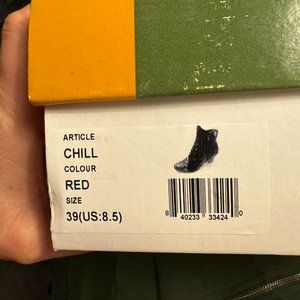 ARTICLE
CHILL
COLOUR
RED
SIZE
39(US:8.5)
8 40233 33424 0